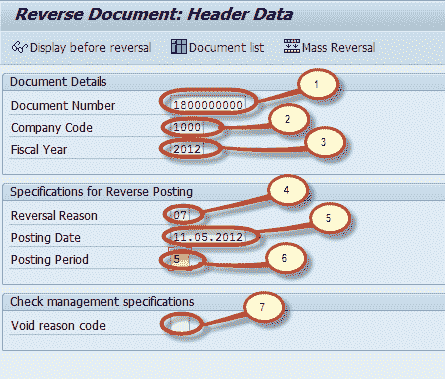 Reverse Document: Header Data
Display before reversal Document list Mass Reversal
Document Details
1
Document Number 1800000000
2
Company Code 1000
3
Fiscal Year 2012
Specifications for Reverse Posting
4
Reversal Reason 07
5
Posting Date 11.05.2012
Posting Period 5 6
Check management specifications
7
Void reason code